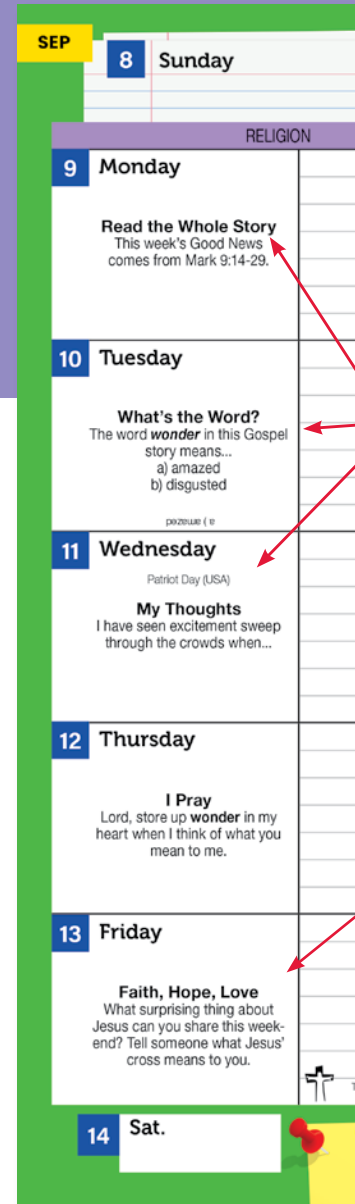 SEP
8 Sunday
RELIGION
9 Monday
Read the Whole Story
This week's Good News
comes from Mark 9:14-29.
10 Tuesday
What's the Word?
The word wonder in this Gospel
story means...
a) amazed
b) disgusted
a) amazed
11 Wednesday
Patriot Day (USA)
My Thoughts
I have seen excitement sweep
through the crowds when...
12 Thursday
I Pray
Lord, store up wonder in my
heart when I think of what you
mean to me.
13 Friday
Faith, Hope, Love
What surprising thing about
Jesus can you share this week-
end? Tell someone what Jesus'
cross means to you.
14 Sat.